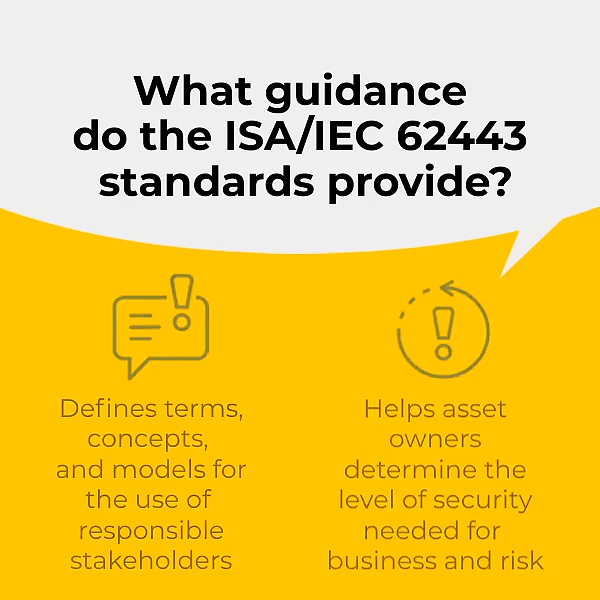 What guidance
do the ISA/IEC 62443
standards provide?
Defines terms,
concepts,
and models for
the use of
responsible
stakeholders
Helps asset
owners
determine the
level of security
needed for
business and risk